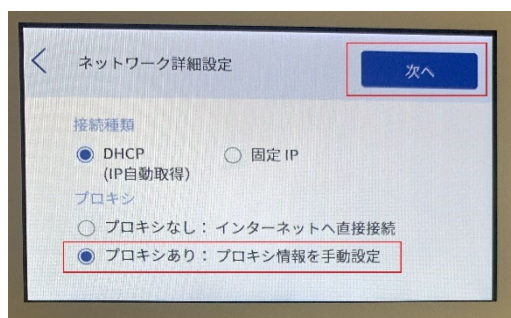 ネットワーク詳細設定
次へ
接続種類
DHCP
(IP自動取得)
固定 IP
プロキシ
プロキシなし： インターネットへ直接接続
プロキシあり： プロキシ情報を手動設定